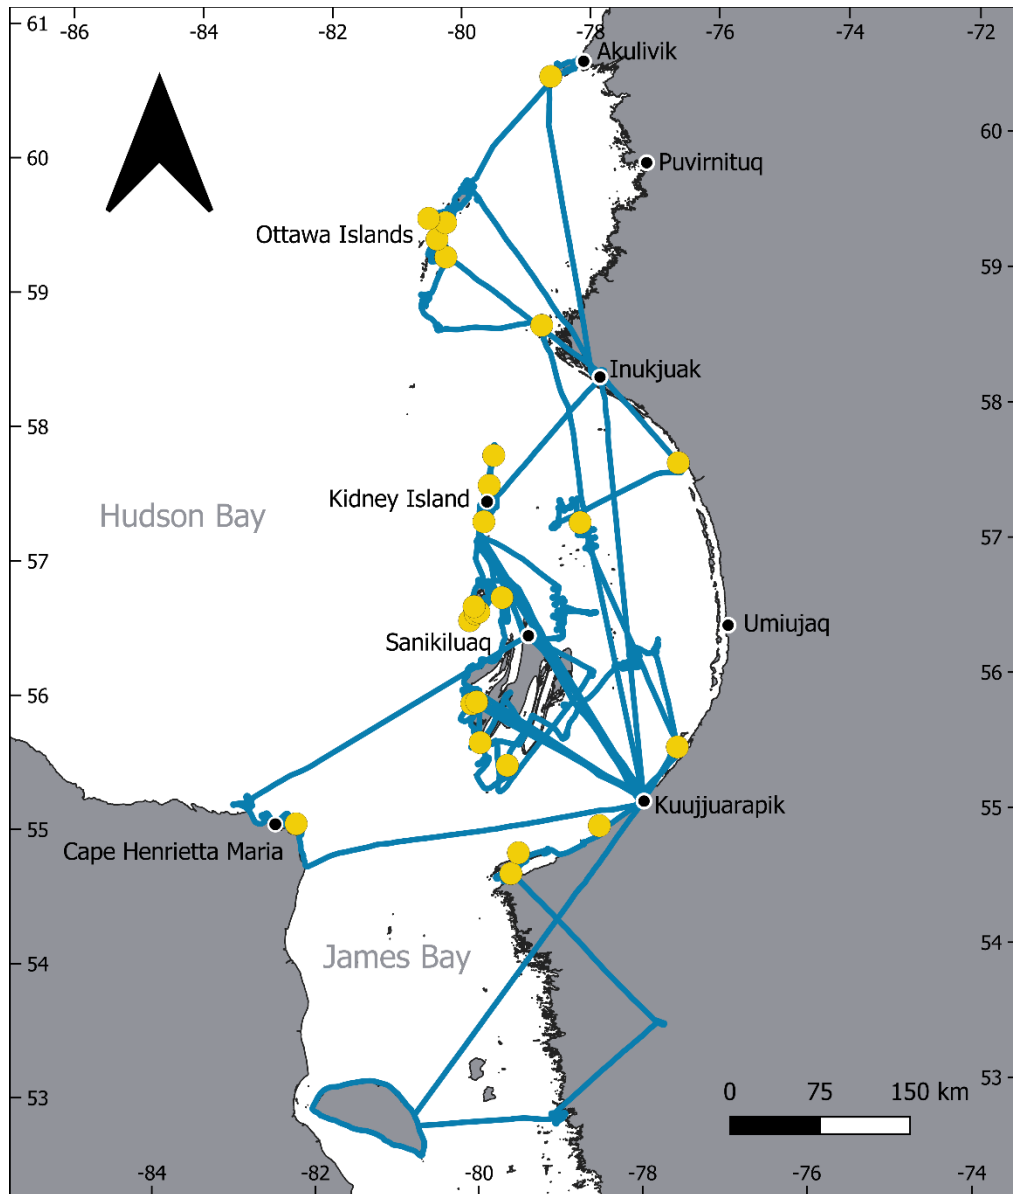 61
-86
-84
-82
-80
-78
-76
-74
-72
Akulivik
60
60
Puvirnituq
Ottawa Islands
59
59
Inukjuak
58
58
Kidney Island
Hudson Bay
57
57
Umiujaq
Sanikiluaq
56
56
Kuujjuarapik
55
55
Cape Henrietta Maria
54
54
James Bay
53
53
0 75 150 km
-84
-82
-80
-78
-76
-74